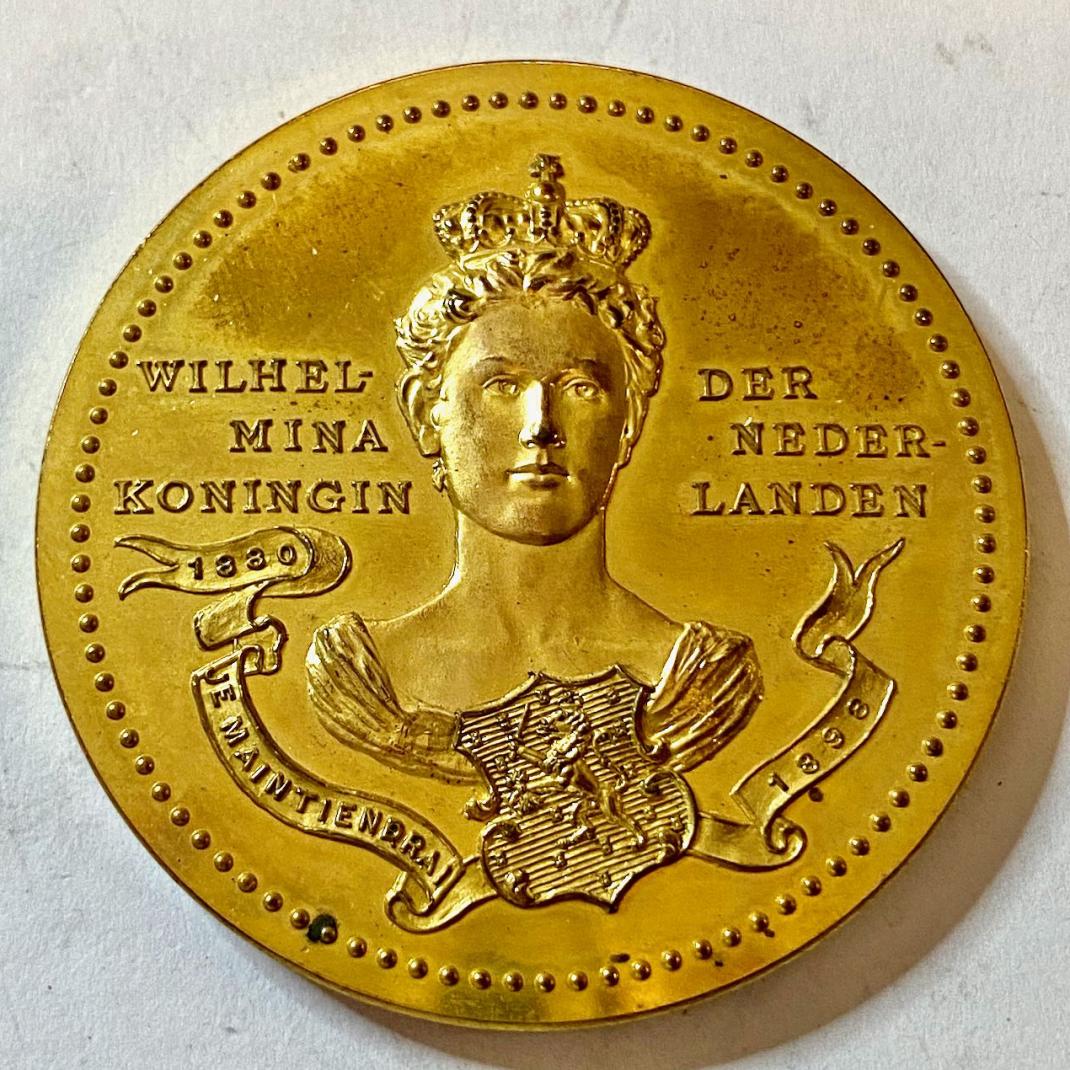 WILHEL-
MINA
KONINGIN
DER
NEDER-
LANDEN
1880
JE MAINTIENDRAI
1898